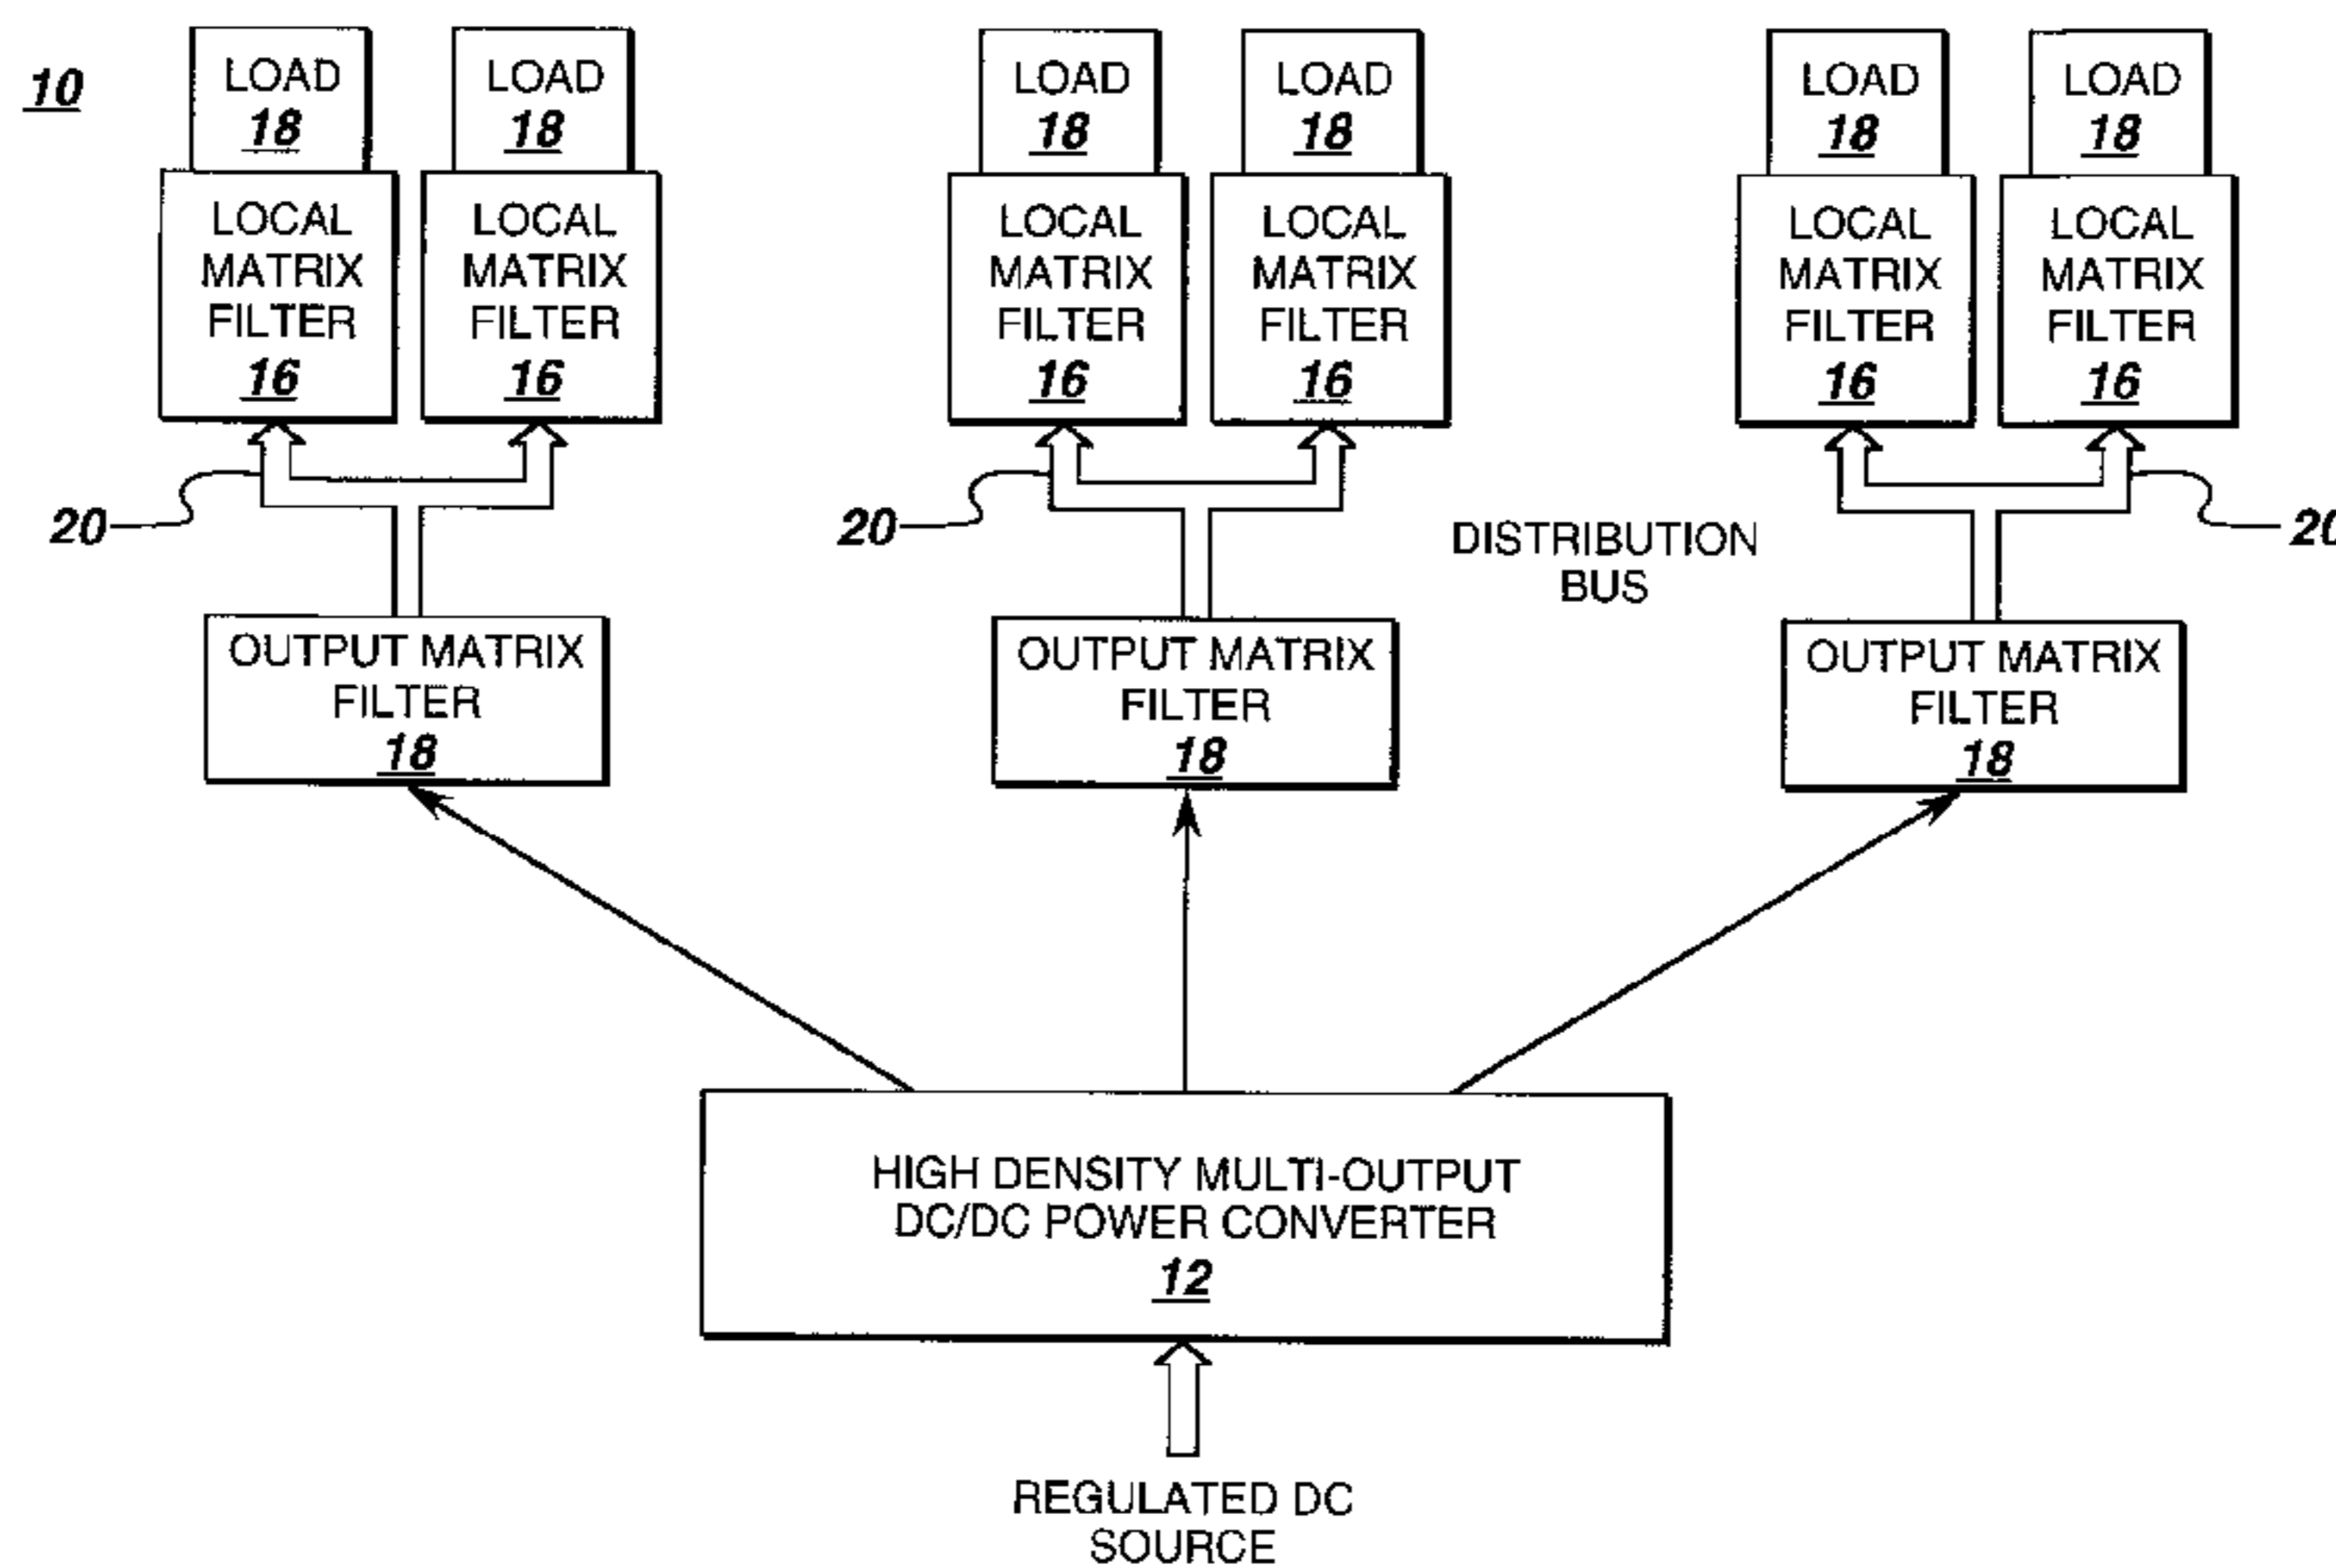 10
LOAD
18
LOAD
18
LOAD
18
LOAD
18
LOAD
18
LOAD
18
LOCAL
MATRIX
FILTER
16
LOCAL
MATRIX
FILTER
16
LOCAL
MATRIX
FILTER
16
LOCAL
MATRIX
FILTER
16
LOCAL
MATRIX
FILTER
16
LOCAL
MATRIX
FILTER
16
20
20
DISTRIBUTION
BUS
20
OUTPUT MATRIX
FILTER
18
OUTPUT MATRIX
FILTER
18
OUTPUT MATRIX
FILTER
18
HIGH DENSITY MULTI-OUTPUT
DC/DC POWER CONVERTER
12
REGULATED DC
SOURCE